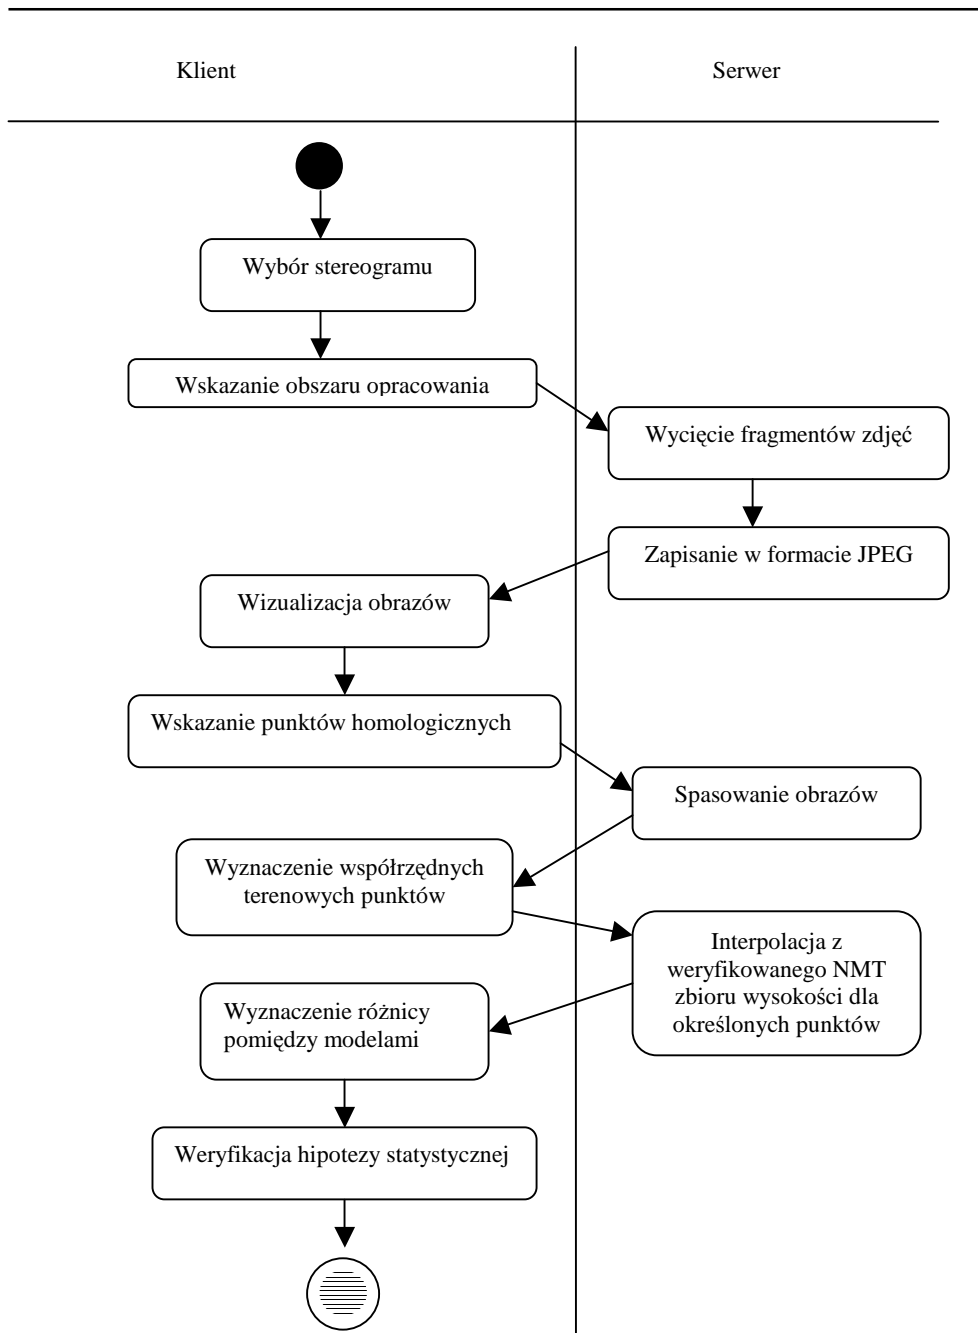 Klient
Serwer
Wybór stereogramu
Wskazanie obszaru opracowania
Wycięcie fragmentów zdjęć
Zapisanie w formacie JPEG
Wizualizacja obrazów
Wskazanie punktów homologicznych
Spasowanie obrazów
Wyznaczenie współrzędnych
terenowych punktów
Interpolacja z
weryfikowanego NMT
zbioru wysokości dla
określonych punktów
Wyznaczenie różnicy
pomiędzy modelami
Weryfikacja hipotezy statystycznej